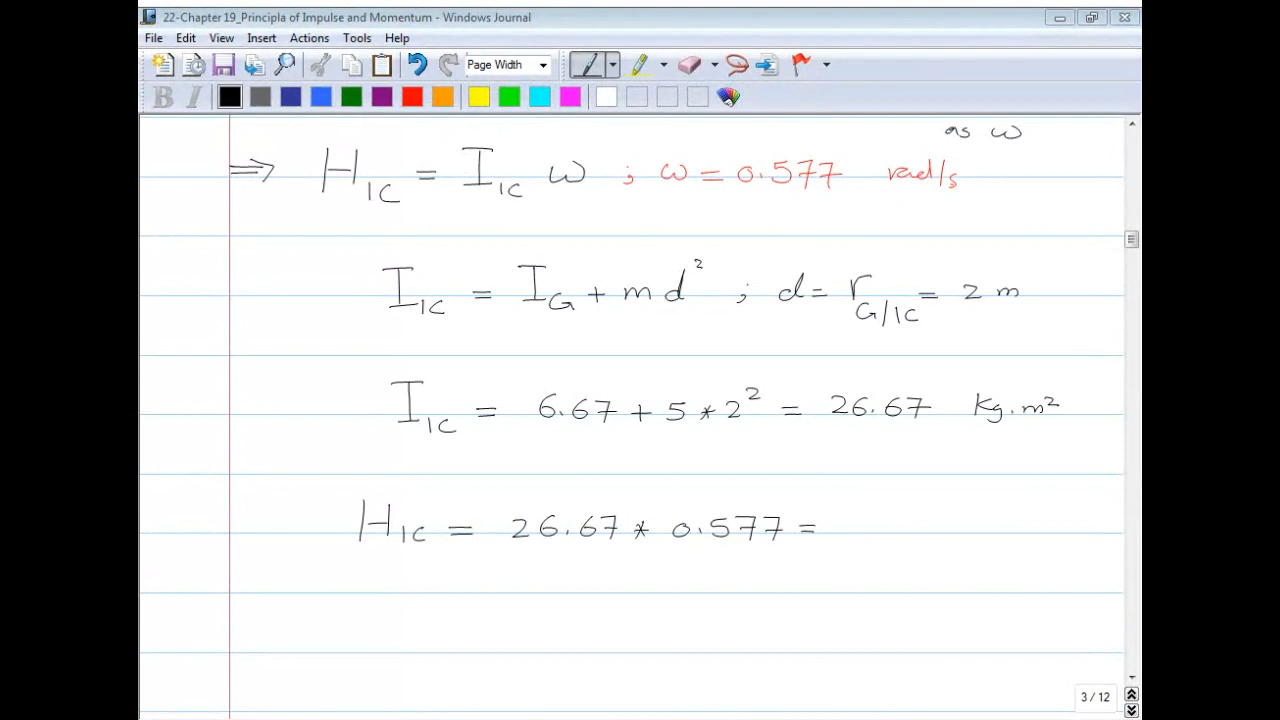 22-Chapter 19_Principla of Impulse and Momentum - Windows Journal
File Edit View Insert Actions Tools Help
Page Width
B I
as ω
⇒ H_IC = I_IC ω ; ω = 0.577 rad/s
I_IC = I_G + m d² ; d = r_G/IC = 2 m
I_IC = 6.67 + 5 * 2² = 26.67 Kg.m²
H_IC = 26.67 * 0.577 =
3 / 12